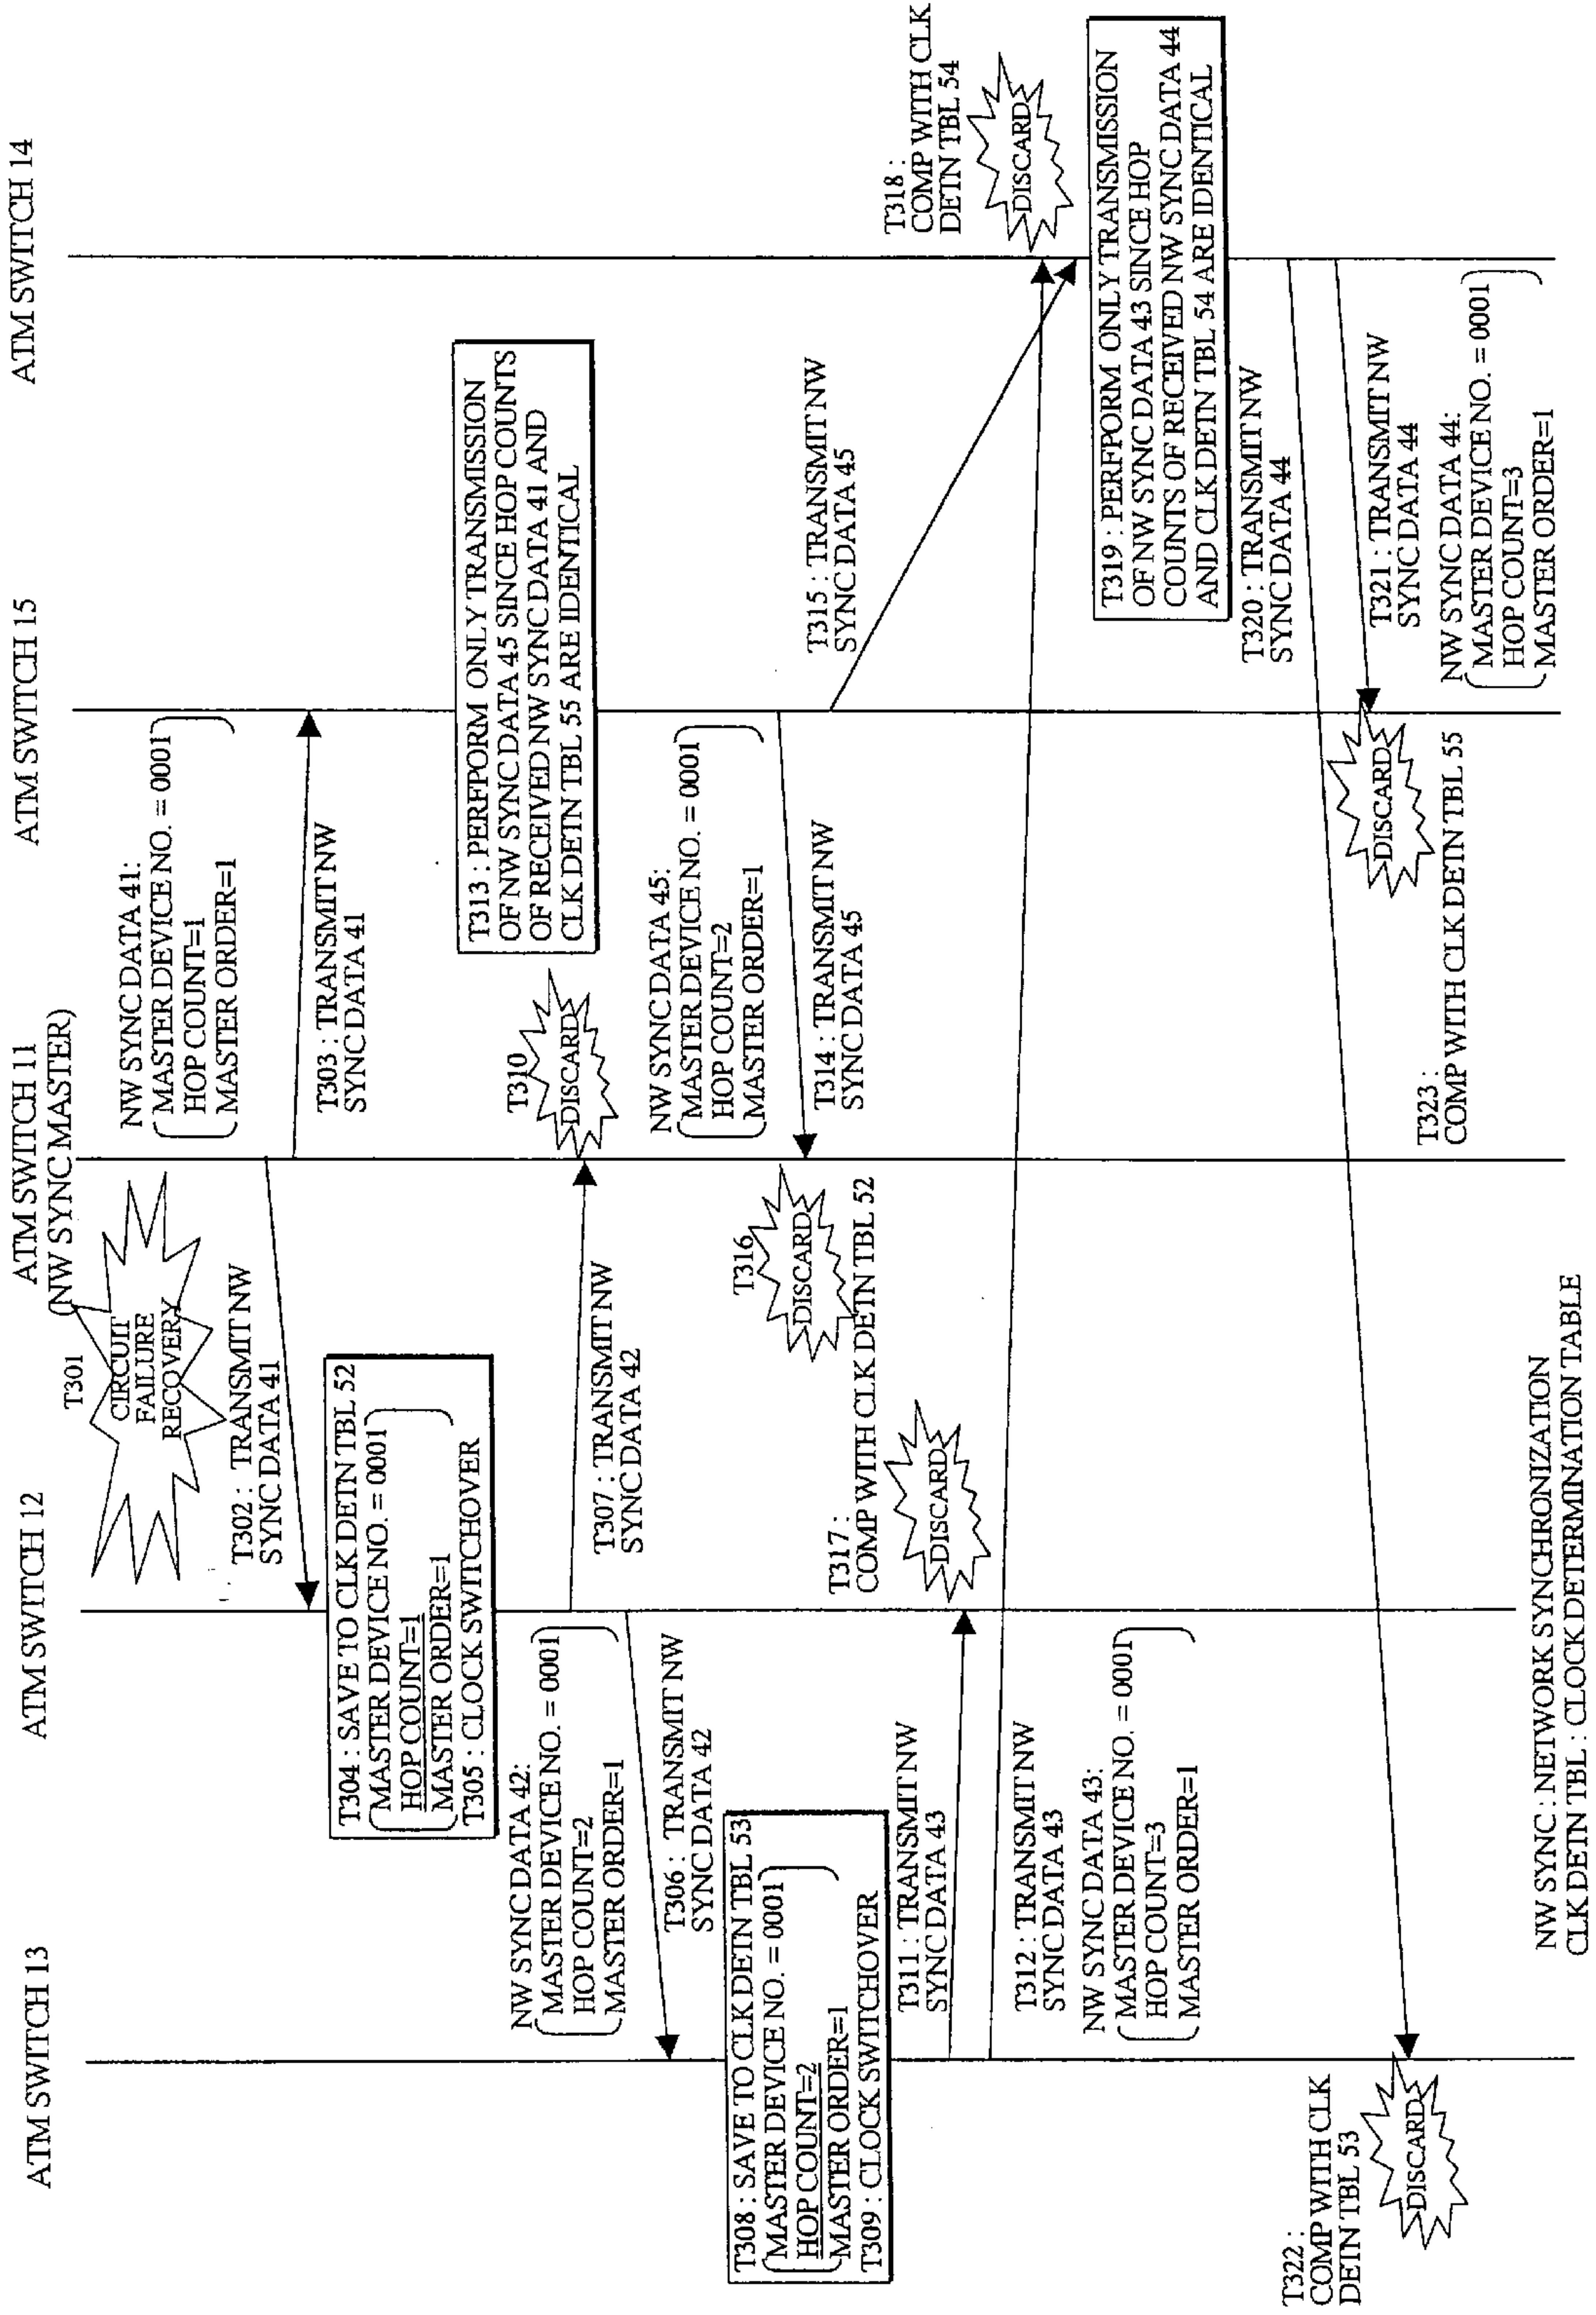 ATM SWITCH 13
ATM SWITCH 12
ATM SWITCH 11
(NW SYNC MASTER)
ATM SWITCH 15
ATM SWITCH 14
T301
CIRCUIT
FAILURE
RECOVERY
NW SYNC DATA 41:
MASTER DEVICE NO. = 0001
HOP COUNT=1
MASTER ORDER=1
T302 : TRANSMIT NW
SYNC DATA 41
T303 : TRANSMIT NW
SYNC DATA 41
T304 : SAVE TO CLK DETN TBL 52
MASTER DEVICE NO. = 0001
HOP COUNT=1
MASTER ORDER=1
T305 : CLOCK SWITCHOVER
NW SYNC DATA 42:
MASTER DEVICE NO. = 0001
HOP COUNT=2
MASTER ORDER=1
T306 : TRANSMIT NW
SYNC DATA 42
T307 : TRANSMIT NW
SYNC DATA 42
T310
DISCARD
T313 : PERFPORM ONLY TRANSMISSION
OF NW SYNC DATA 45 SINCE HOP COUNTS
OF RECEIVED NW SYNC DATA 41 AND
CLK DETN TBL 55 ARE IDENTICAL
T308 : SAVE TO CLK DETN TBL 53
MASTER DEVICE NO. = 0001
HOP COUNT=2
MASTER ORDER=1
T309 : CLOCK SWITCHOVER
NW SYNC DATA 45:
MASTER DEVICE NO. = 0001
HOP COUNT=2
MASTER ORDER=1
T314 : TRANSMIT NW
SYNC DATA 45
T315 : TRANSMIT NW
SYNC DATA 45
T316
DISCARD
T311 : TRANSMIT NW
SYNC DATA 43
T317 :
COMP WITH CLK DETN TBL 52
DISCARD
T318 :
COMP WITH CLK
DETN TBL 54
DISCARD
T312 : TRANSMIT NW
SYNC DATA 43
NW SYNC DATA 43:
MASTER DEVICE NO. = 0001
HOP COUNT=3
MASTER ORDER=1
T319 : PERFPORM ONLY TRANSMISSION
OF NW SYNC DATA 43 SINCE HOP
COUNTS OF RECEIVED NW SYNC DATA 44
AND CLK DETN TBL 54 ARE IDENTICAL
T320 : TRANSMIT NW
SYNC DATA 44
T321 : TRANSMIT NW
SYNC DATA 44
NW SYNC DATA 44:
MASTER DEVICE NO. = 0001
HOP COUNT=3
MASTER ORDER=1
T322 :
COMP WITH CLK
DETN TBL 53
DISCARD
DISCARD
T323 :
COMP WITH CLK DETN TBL 55
NW SYNC : NETWORK SYNCHRONIZATION
CLK DETN TBL : CLOCK DETERMINATION TABLE